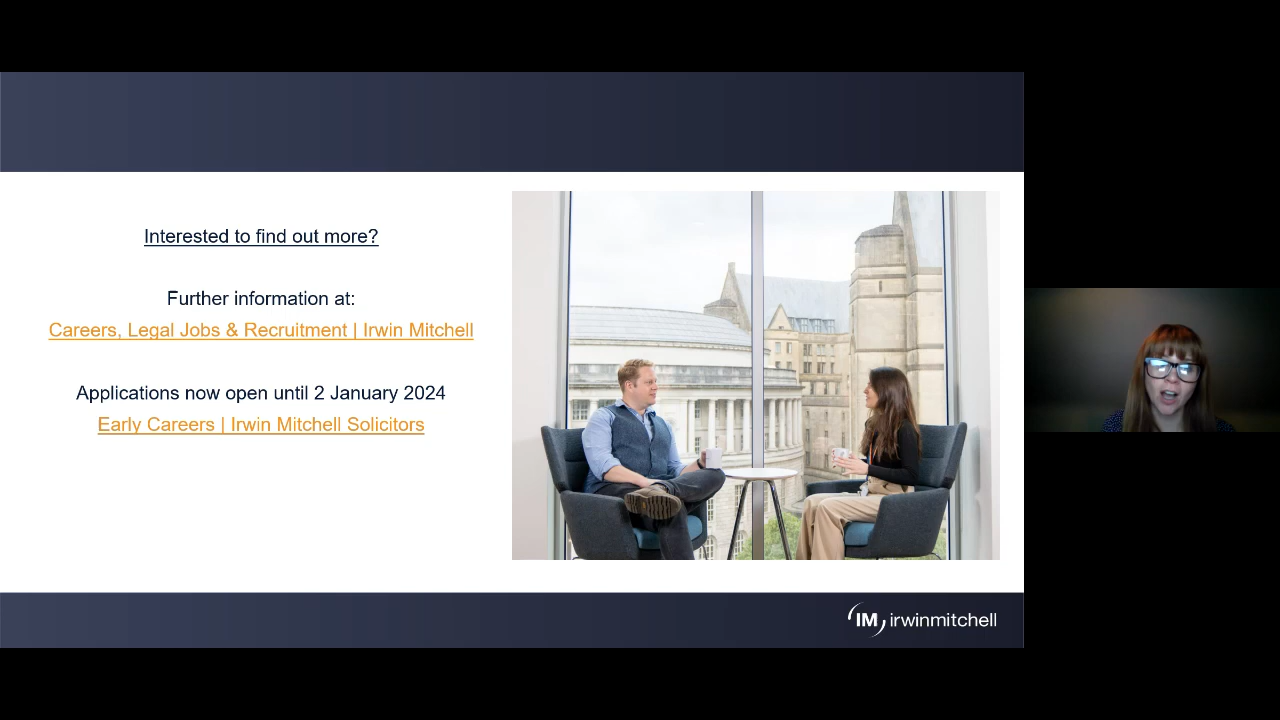 Interested to find out more?
Further information at:
Careers, Legal Jobs & Recruitment | Irwin Mitchell
Applications now open until 2 January 2024
Early Careers | Irwin Mitchell Solicitors
IM irwinmitchell